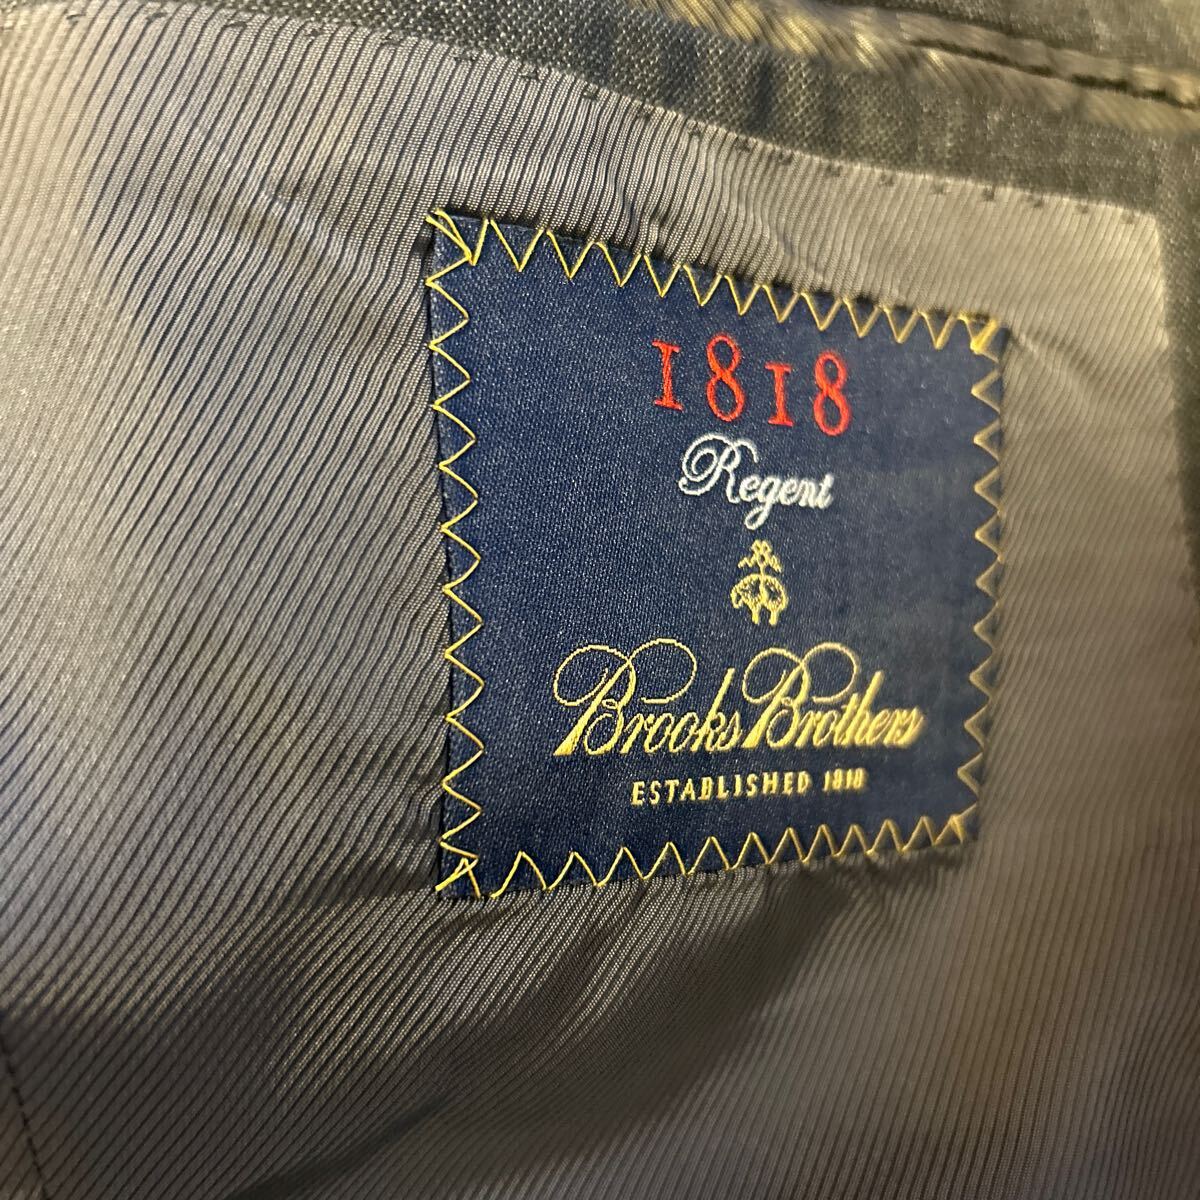 1818
Regent
Brooks Brothers
ESTABLISHED 1818